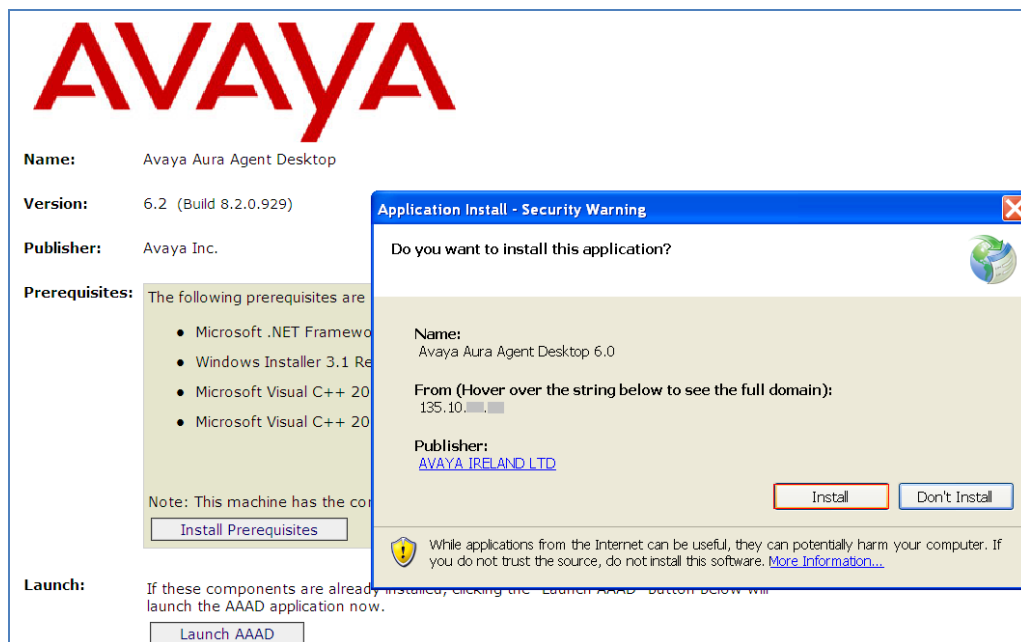 AVAYA
Name: Avaya Aura Agent Desktop
Version: 6.2 (Build 8.2.0.929)
Publisher: Avaya Inc.
Prerequisites: The following prerequisites are
● Microsoft .NET
● Windows Installer 3.1
● Microsoft Visual C++
● Microsoft Visual C++
Note: This machine has the
Install Prerequisites
Launch: If these components are already installed, clicking the "Launch AAAD" button below will
launch the AAAD application now.
Launch AAAD
Application Install - Security Warning
Do you want to install this application?
Name:
Avaya Aura Agent Desktop 6.0
From (Hover over the string below to see the full domain):
135.10.
Publisher:
AVAYA IRELAND LTD
Install Don't Install
While applications from the Internet can be useful, they can potentially harm your computer. If
you do not trust the source, do not install this software. More Information...